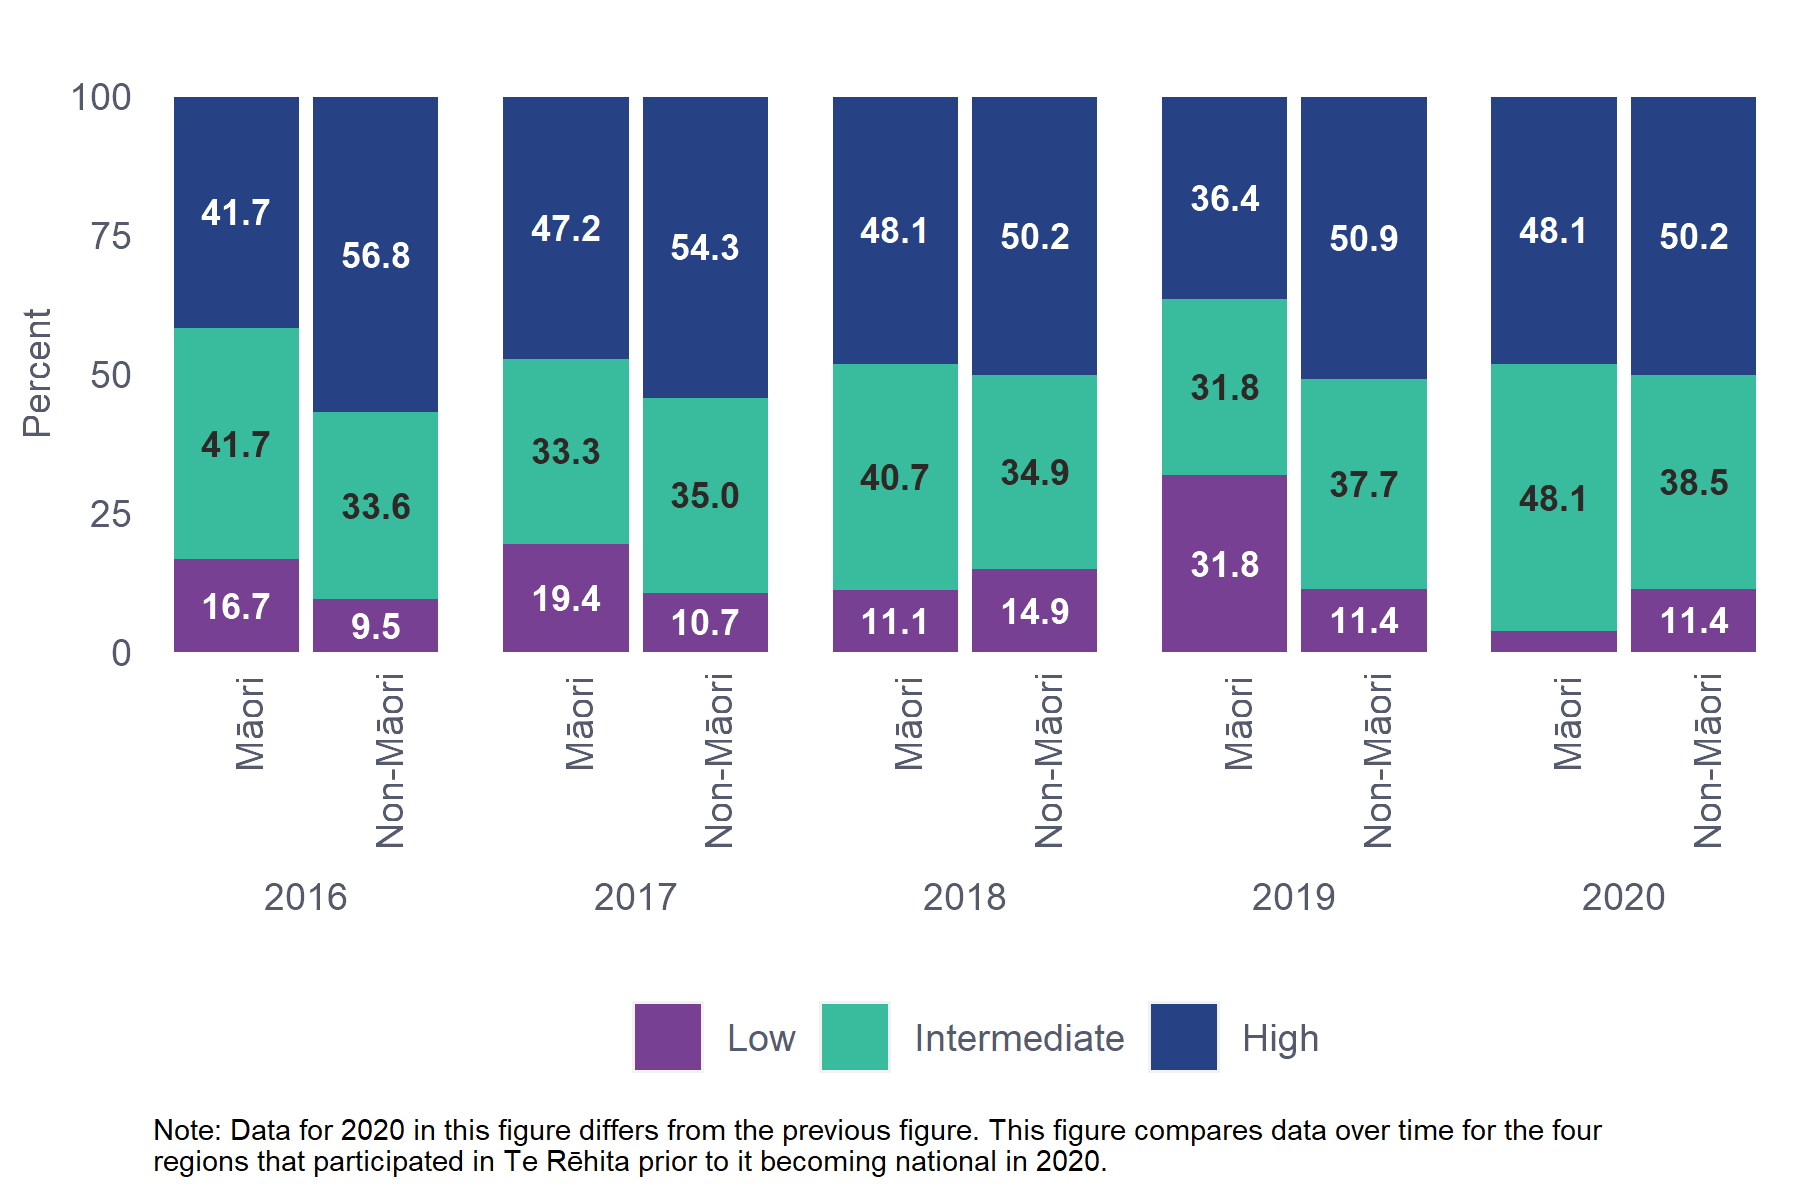 100
75
50
25
0
Percent
41.7 41.7 16.7
56.8 33.6 9.5
47.2 33.3 19.4
54.3 35.0 10.7
48.1 40.7 11.1
50.2 34.9 14.9
36.4 31.8 31.8
50.9 37.7 11.4
48.1 48.1
50.2 38.5 11.4
Māori Non-Māori Māori Non-Māori Māori Non-Māori Māori Non-Māori Māori Non-Māori
2016 2017 2018 2019 2020
Low Intermediate High
Note: Data for 2020 in this figure differs from the previous figure. This figure compares data over time for the four
regions that participated in Te Rēhita prior to it becoming national in 2020.